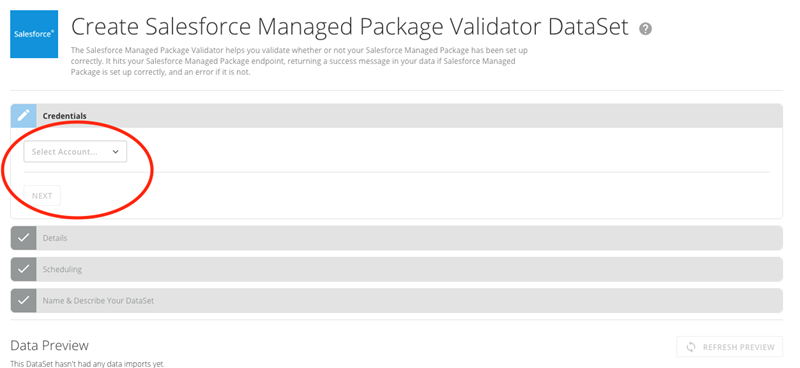 Salesforce®
Create Salesforce Managed Package Validator DataSet ?
The Salesforce Managed Package Validator helps you validate whether or not your Salesforce Managed Package has been set up
correctly. It hits your Salesforce Managed Package endpoint, returning a success message in your data if Salesforce Managed
Package is set up correctly, and an error if it is not.
Credentials
Select Account...
NEXT
Details
Scheduling
Name & Describe Your DataSet
Data Preview
REFRESH PREVIEW
This DataSet hasn't had any data imports yet.